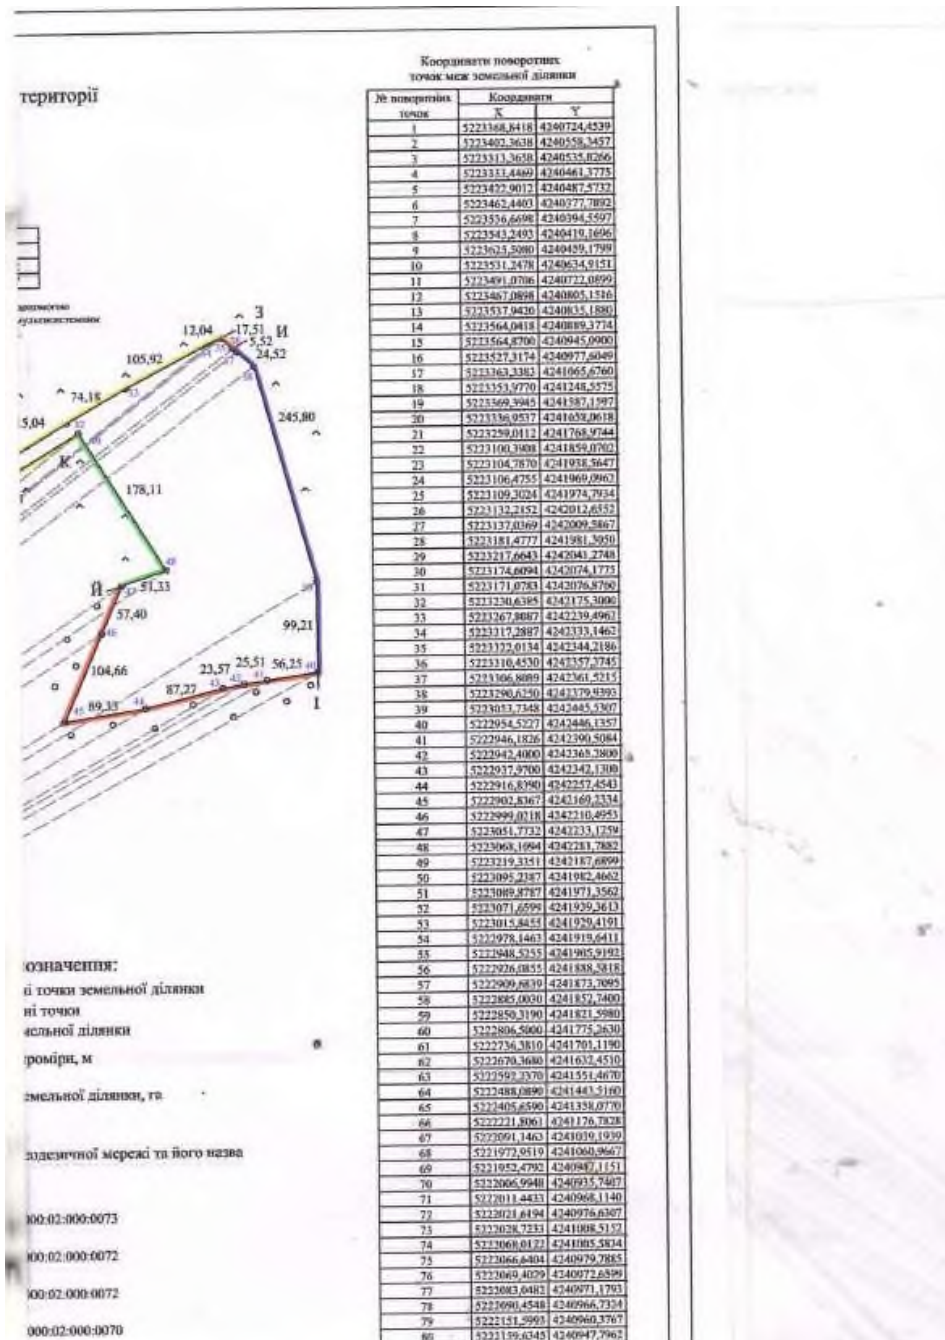 Координати поворотних
точок меж земельної ділянки
території
№ поворотних точок
Координати
X Y
1 5223368,8418 4240724,4539
2 5223402,3638 4240558,3457
3 5223313,3658 4240535,8266
4 5223333,4469 4240461,3775
5 5223422,9012 4240487,5732
6 5223462,4403 4240377,7892
7 5223536,6698 4240394,5597
8 5223543,2493 4240419,1696
9 5223625,5080 4240459,1799
10 5223531,2478 4240634,9151
11 5223491,0706 4240722,0899
12 5223467,0898 4240805,1516
13 5223537,9420 4240835,1880
14 5223564,0418 4240889,3774
15 5223564,8700 4240945,0900
16 5223527,3174 4240977,6049
17 5223363,3383 4241065,6760
18 5223353,9770 4241248,5575
19 5223369,3945 4241587,1597
20 5223336,9537 4241658,0618
21 5223259,0412 4241768,9744
22 5223100,3908 4241859,0702
23 5223104,7870 4241938,5647
24 5223106,4755 4241969,0962
25 5223109,3024 4241974,7934
26 5223132,2152 4242012,6552
27 5223137,0369 4242009,5867
28 5223181,4777 4241981,3050
29 5223217,6643 4242041,2748
30 5223174,6094 4242074,1775
31 5223171,0783 4242076,8760
32 5223230,6385 4242175,3000
33 5223267,8087 4242239,4962
34 5223317,2887 4242333,1462
35 5223322,0134 4242344,2186
36 5223310,4530 4242357,3745
37 5223306,8089 4242361,5215
38 5223290,6250 4242379,9393
39 5223053,7348 4242445,5307
40 5222954,5227 4242446,1357
41 5222946,1826 4242390,5084
42 5222942,4000 4242365,2800
43 5222937,9700 4242342,1300
44 5222916,8390 4242257,4543
45 5222902,8367 4242169,2334
46 5222999,0218 4242210,4953
47 5223051,7732 4242233,1259
48 5223068,1094 4242281,7882
49 5223219,3351 4242187,6899
50 5223095,2387 4241982,4662
51 5223089,8787 4241971,3562
52 5223071,6599 4241939,3613
53 5223015,8455 4241929,4191
54 5222978,1463 4241919,6411
55 5222948,5255 4241905,9192
56 5222926,0855 4241888,5818
57 5222909,6839 4241873,7095
58 5222885,0030 4241852,7400
59 5222850,3190 4241821,5980
60 5222806,5000 4241775,2630
61 5222736,3810 4241701,1190
62 5222670,3680 4241632,4510
63 5222592,3370 4241551,4670
64 5222488,0890 4241443,5160
65 5222405,6590 4241358,0770
66 5222221,8061 4241176,7828
67 5222091,1463 4241039,1939
68 5221972,9519 4241060,9667
69 5221952,4792 4240987,1151
70 5222006,9948 4240935,7407
71 5222011,4433 4240968,1140
72 5222021,6194 4240976,6307
73 5222028,7233 4241008,5152
74 5222068,0122 4241005,5834
75 5222066,6404 4240979,7885
76 5222069,4029 4240972,6599
77 5222083,0482 4240971,1793
78 5222090,4548 4240966,7324
79 5222151,5993 4240960,3767
80 5222159,6345 4240947,7962
12,04
З
17,51
И
5,52
24,52
105,92
74,18
5,04
245,80
К
178,11
Й
51,33
57,40
99,21
104,66
23,57
25,51
56,25
87,27
89,33
І
означення:
ні точки земельної ділянки
ні точки
мельної ділянки
роміри, м
емельної ділянки, га
еодезичної мережі та його назва
000:02:000:0073
000:02:000:0072
000:02:000:0072
000:02:000:0070